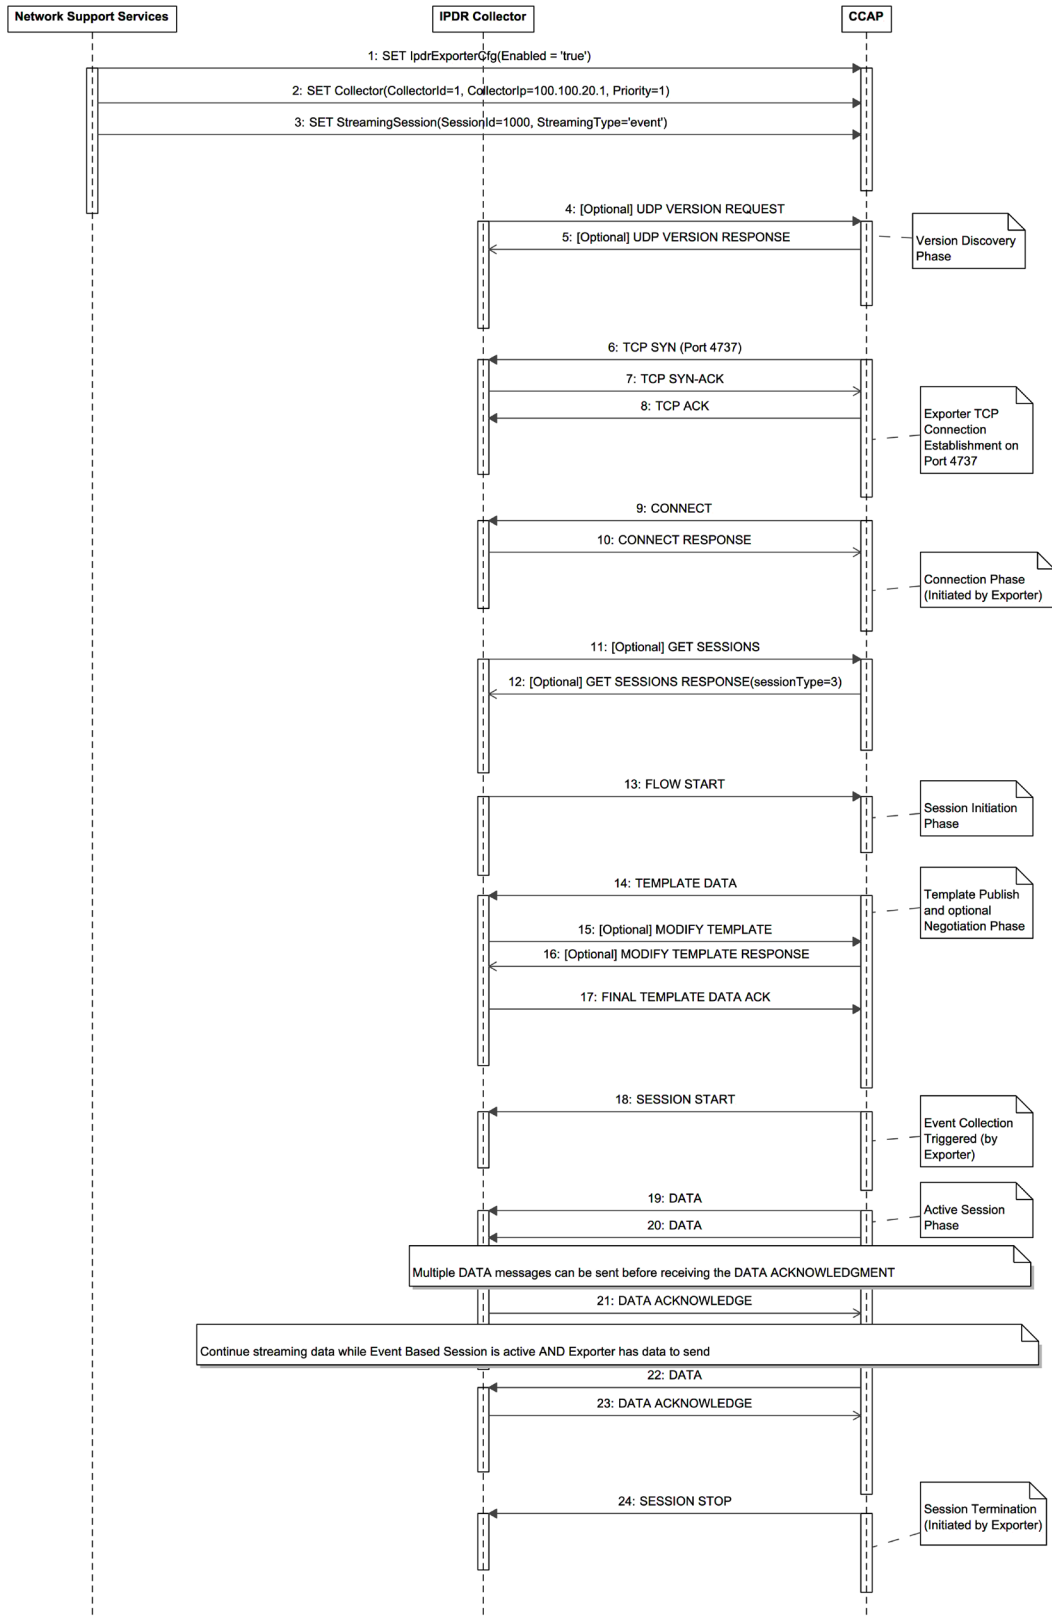 Network Support Services
IPDR Collector
CCAP
1: SET IpdrExporterCfg(Enabled = 'true')
2: SET Collector(CollectorId=1, CollectorIp=100.100.20.1, Priority=1)
3: SET StreamingSession(SessionId=1000, StreamingType='event')
4: [Optional] UDP VERSION REQUEST
5: [Optional] UDP VERSION RESPONSE
Version Discovery
Phase
6: TCP SYN (Port 4737)
7: TCP SYN-ACK
8: TCP ACK
Exporter TCP
Connection
Establishment on
Port 4737
9: CONNECT
10: CONNECT RESPONSE
Connection Phase
(Initiated by Exporter)
11: [Optional] GET SESSIONS
12: [Optional] GET SESSIONS RESPONSE(sessionType=3)
13: FLOW START
Session Initiation
Phase
14: TEMPLATE DATA
Template Publish
and optional
Negotiation Phase
15: [Optional] MODIFY TEMPLATE
16: [Optional] MODIFY TEMPLATE RESPONSE
17: FINAL TEMPLATE DATA ACK
18: SESSION START
Event Collection
Triggered (by
Exporter)
19: DATA
20: DATA
Active Session
Phase
Multiple DATA messages can be sent before receiving the DATA ACKNOWLEDGMENT
21: DATA ACKNOWLEDGE
Continue streaming data while Event Based Session is active AND Exporter has data to send
22: DATA
23: DATA ACKNOWLEDGE
24: SESSION STOP
Session Termination
(Initiated by Exporter)